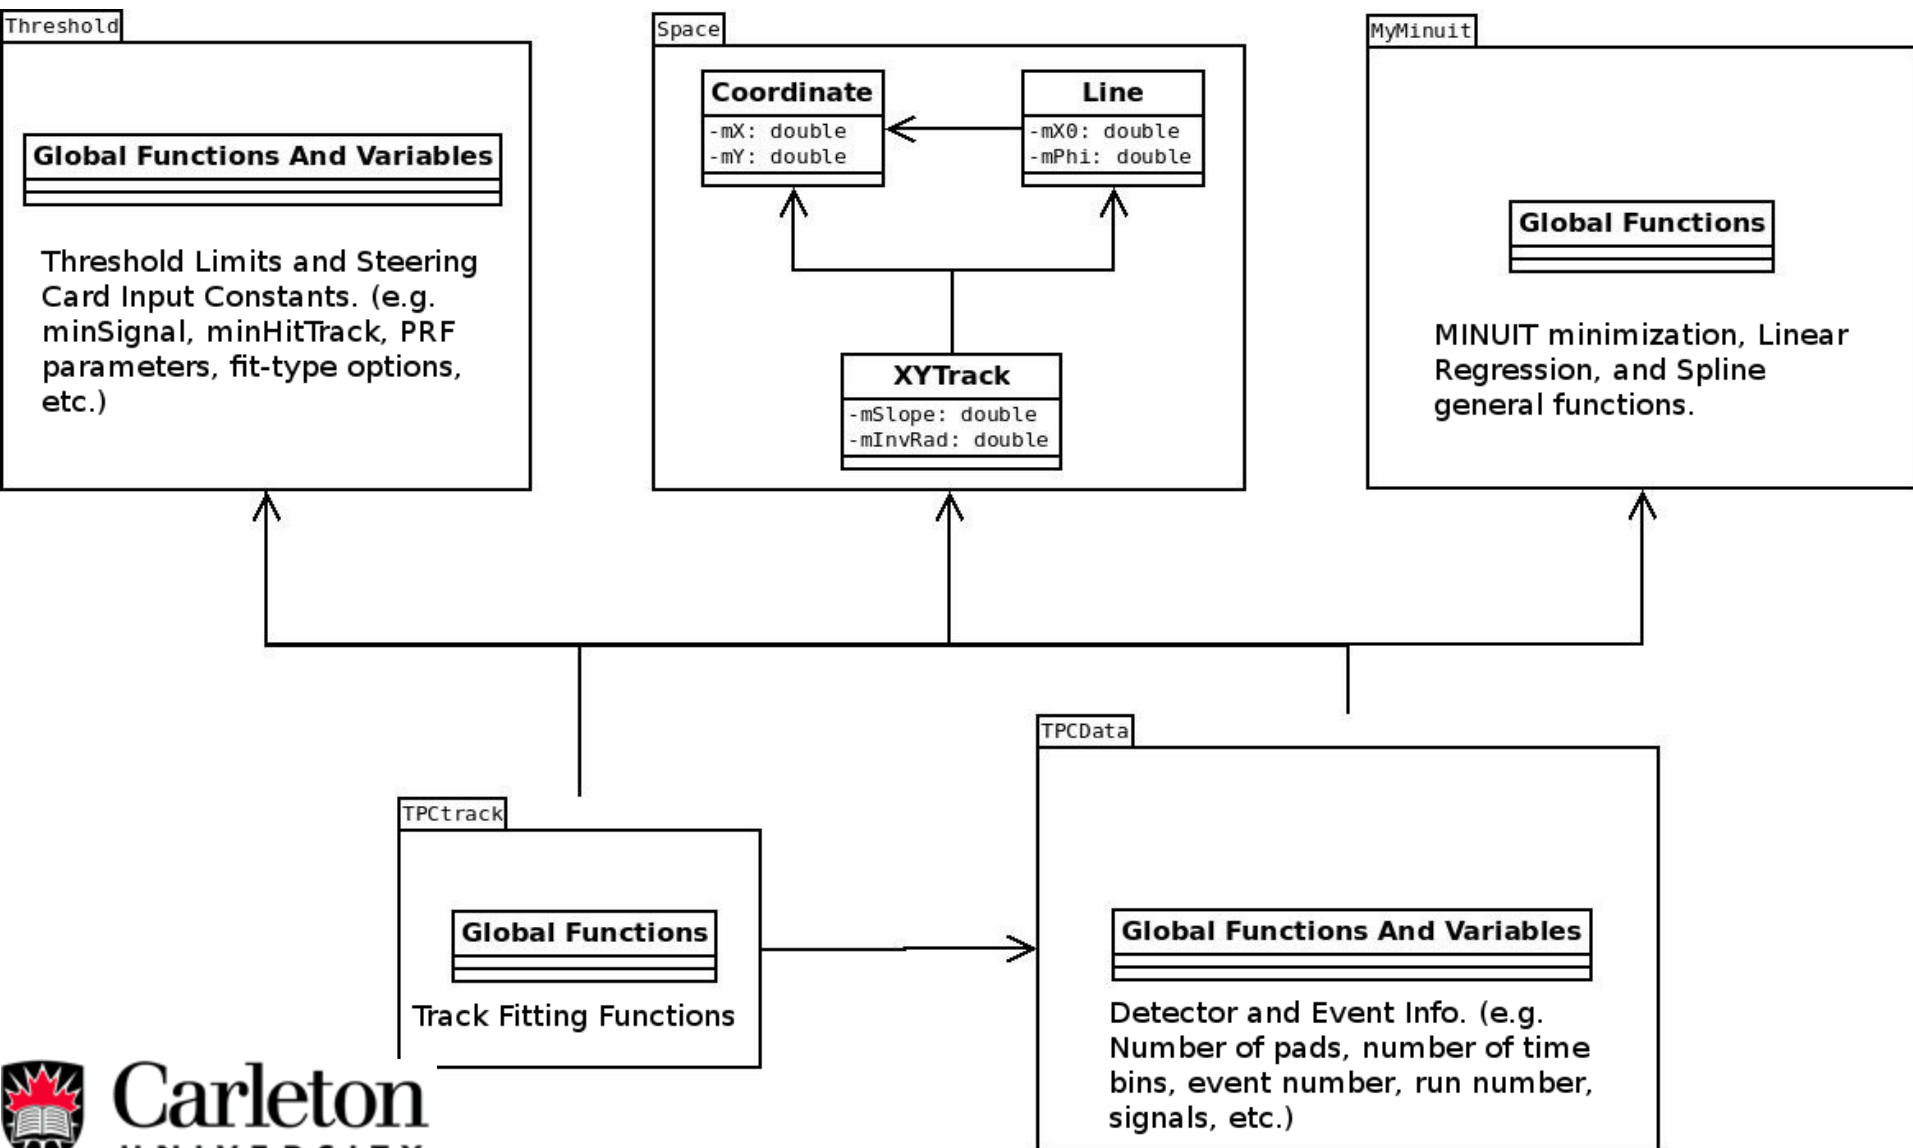 Threshold
Global Functions And Variables
Threshold Limits and Steering
Card Input Constants. (e.g.
minSignal, minHitTrack, PRF
parameters, fit-type options,
etc.)
Space
Coordinate
-mX: double
-mY: double
Line
-mX0: double
-mPhi: double
XYTrack
-mSlope: double
-mInvRad: double
MyMinuit
Global Functions
MINUIT minimization, Linear
Regression, and Spline
general functions.
TPCtrack
Global Functions
Track Fitting Functions
TPCData
Global Functions And Variables
Detector and Event Info. (e.g.
Number of pads, number of time
bins, event number, run number,
signals, etc.)
Carleton
UNIVERSITY